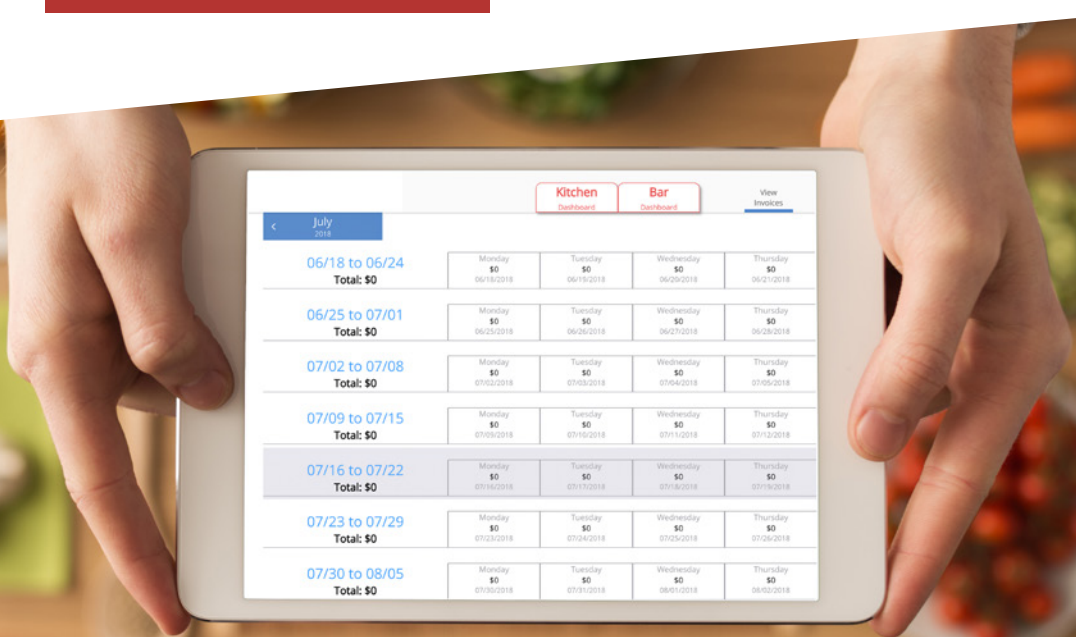 Kitchen Bar View
Dashboard Dashboard Invoices
< July
2018
06/18 to 06/24
Total: $0
Monday Tuesday Wednesday Thursday
$0 $0 $0 $0
06/18/2018 06/19/2018 06/20/2018 06/21/2018
06/25 to 07/01
Total: $0
Monday Tuesday Wednesday Thursday
$0 $0 $0 $0
06/25/2018 06/26/2018 06/27/2018 06/28/2018
07/02 to 07/08
Total: $0
Monday Tuesday Wednesday Thursday
$0 $0 $0 $0
07/02/2018 07/03/2018 07/04/2018 07/05/2018
07/09 to 07/15
Total: $0
Monday Tuesday Wednesday Thursday
$0 $0 $0 $0
07/09/2018 07/10/2018 07/11/2018 07/12/2018
07/16 to 07/22
Total: $0
Monday Tuesday Wednesday Thursday
$0 $0 $0 $0
07/16/2018 07/17/2018 07/18/2018 07/19/2018
07/23 to 07/29
Total: $0
Monday Tuesday Wednesday Thursday
$0 $0 $0 $0
07/23/2018 07/24/2018 07/25/2018 07/26/2018
07/30 to 08/05
Total: $0
Monday Tuesday Wednesday Thursday
$0 $0 $0 $0
07/30/2018 07/31/2018 08/01/2018 08/02/2018